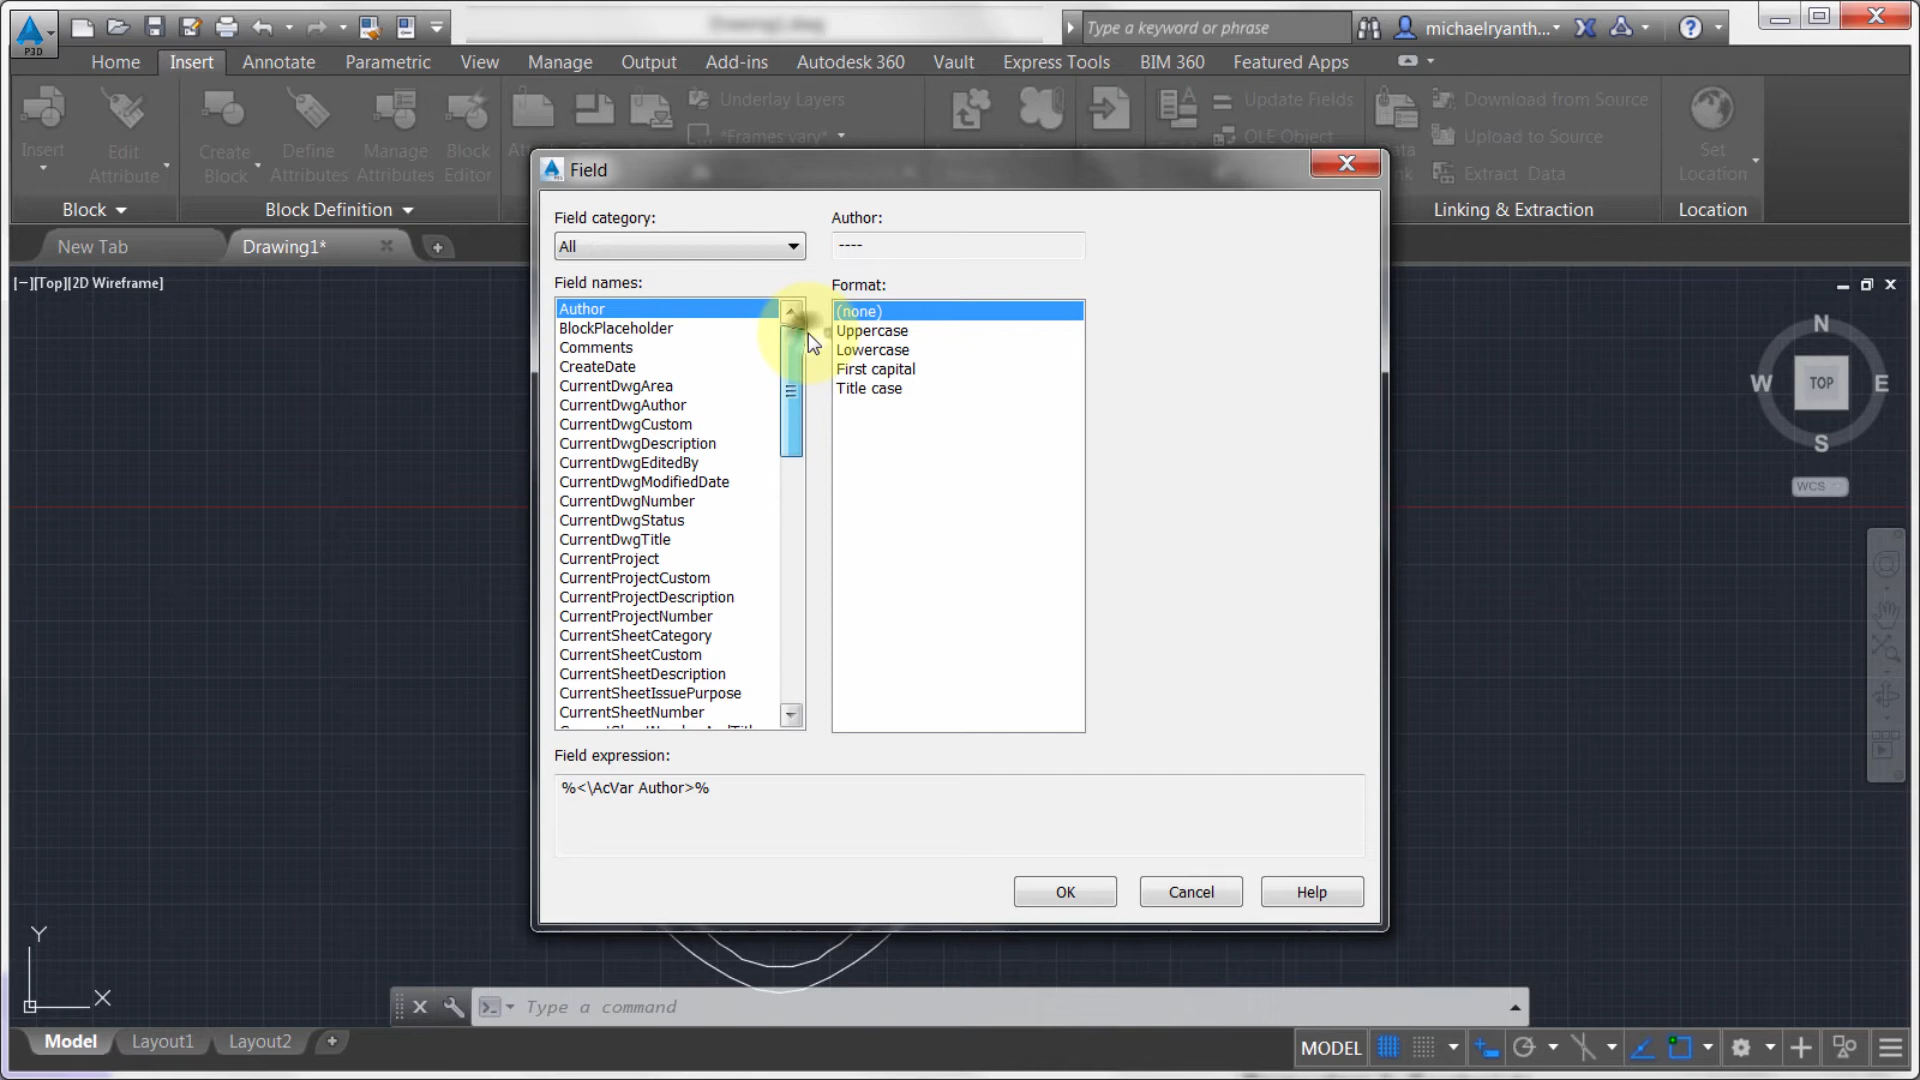 P3D
Drawing1.dwg
Type a keyword or phrase
michaelryanth...
Home Insert Annotate Parametric View Manage Output Add-ins Autodesk 360 Vault Express Tools BIM 360 Featured Apps
Insert
Edit
Attribute
Create
Block
Define
Attributes
Manage
Attributes
Block
Editor
Underlay Layers
*Frames vary*
Update Fields
OLE Object
Download from Source
Upload to Source
Extract Data
Set
Location
Block
Block Definition
Linking & Extraction
Location
New Tab
Drawing1*
[−][Top][2D Wireframe]
Field
Field category:
All
Author:
----
Field names:
Author
BlockPlaceholder
Comments
CreateDate
CurrentDwgArea
CurrentDwgAuthor
CurrentDwgCustom
CurrentDwgDescription
CurrentDwgEditedBy
CurrentDwgModifiedDate
CurrentDwgNumber
CurrentDwgStatus
CurrentDwgTitle
CurrentProject
CurrentProjectCustom
CurrentProjectDescription
CurrentProjectNumber
CurrentSheetCategory
CurrentSheetCustom
CurrentSheetDescription
CurrentSheetIssuePurpose
CurrentSheetNumber
Format:
(none)
Uppercase
Lowercase
First capital
Title case
Field expression:
%<\AcVar Author>%
OK
Cancel
Help
N
W
TOP
E
S
WCS
Y
X
Type a command
Model
Layout1
Layout2
MODEL